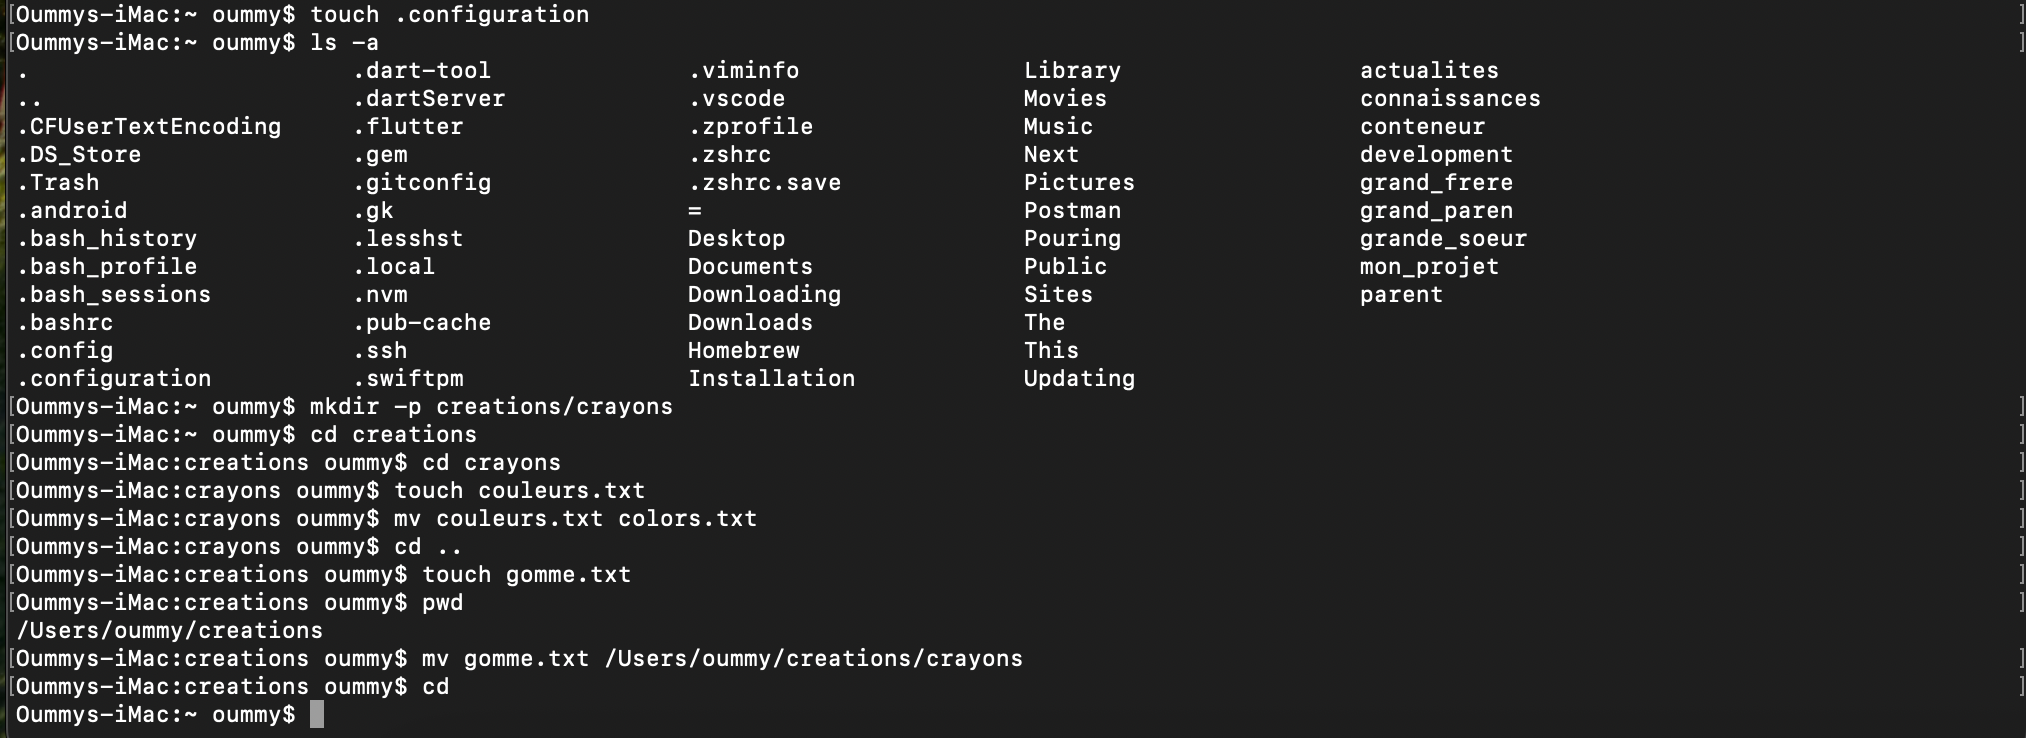 [Oummys-iMac:~ oummy$ touch .configuration ]
[Oummys-iMac:~ oummy$ ls -a ]
. .dart-tool .viminfo Library actualites
.. .dartServer .vscode Movies connaissances
.CFUserTextEncoding .flutter .zprofile Music conteneur
.DS_Store .gem .zshrc Next development
.Trash .gitconfig .zshrc.save Pictures grand_frere
.android .gk = Postman grand_paren
.bash_history .lesshst Desktop Pouring grande_soeur
.bash_profile .local Documents Public mon_projet
.bash_sessions .nvm Downloading Sites parent
.bashrc .pub-cache Downloads The
.config .ssh Homebrew This
.configuration .swiftpm Installation Updating
[Oummys-iMac:~ oummy$ mkdir -p creations/crayons ]
[Oummys-iMac:~ oummy$ cd creations ]
[Oummys-iMac:creations oummy$ cd crayons ]
[Oummys-iMac:crayons oummy$ touch couleurs.txt ]
[Oummys-iMac:crayons oummy$ mv couleurs.txt colors.txt ]
[Oummys-iMac:crayons oummy$ cd .. ]
[Oummys-iMac:creations oummy$ touch gomme.txt ]
[Oummys-iMac:creations oummy$ pwd ]
/Users/oummy/creations
[Oummys-iMac:creations oummy$ mv gomme.txt /Users/oummy/creations/crayons ]
[Oummys-iMac:creations oummy$ cd ]
Oummys-iMac:~ oummy$